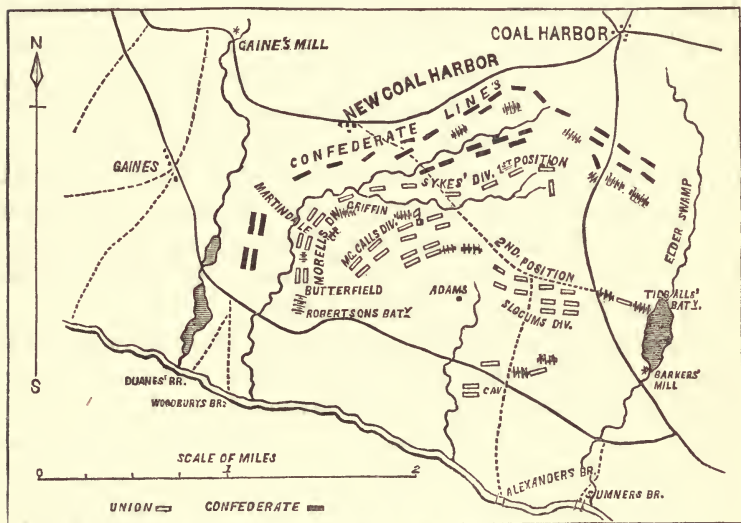 N
GAINE'S MILL
COAL HARBOR
NEW COAL HARBOR
CONFEDERATE LINE'S
GAINES
SYKES' DIV. 1ST POSITION
MARTINDALE
MORELLS DIV.
GRIFFIN
MC CALLS DIV.
ELDER SWAMP
2ND. POSITION
BUTTERFIELD
ROBERTSONS BATY.
ADAMS
SLOCUMS DIV.
TIDBALLS' BATY.
S
DUANES' BR.
WOODBURYS BR:
CAV
BARKERS' MILL
SCALE OF MILES
0 1 2
ALEXANDERS BR.
SUMNERS BR.
UNION CONFEDERATE